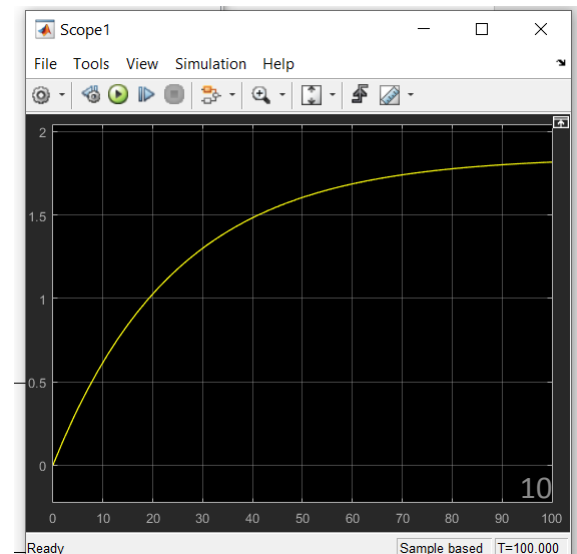 Scope1
File Tools View Simulation Help
2
1.5
1
0.5
0
10
0 10 20 30 40 50 60 70 80 90 100
Ready Sample based T=100.000